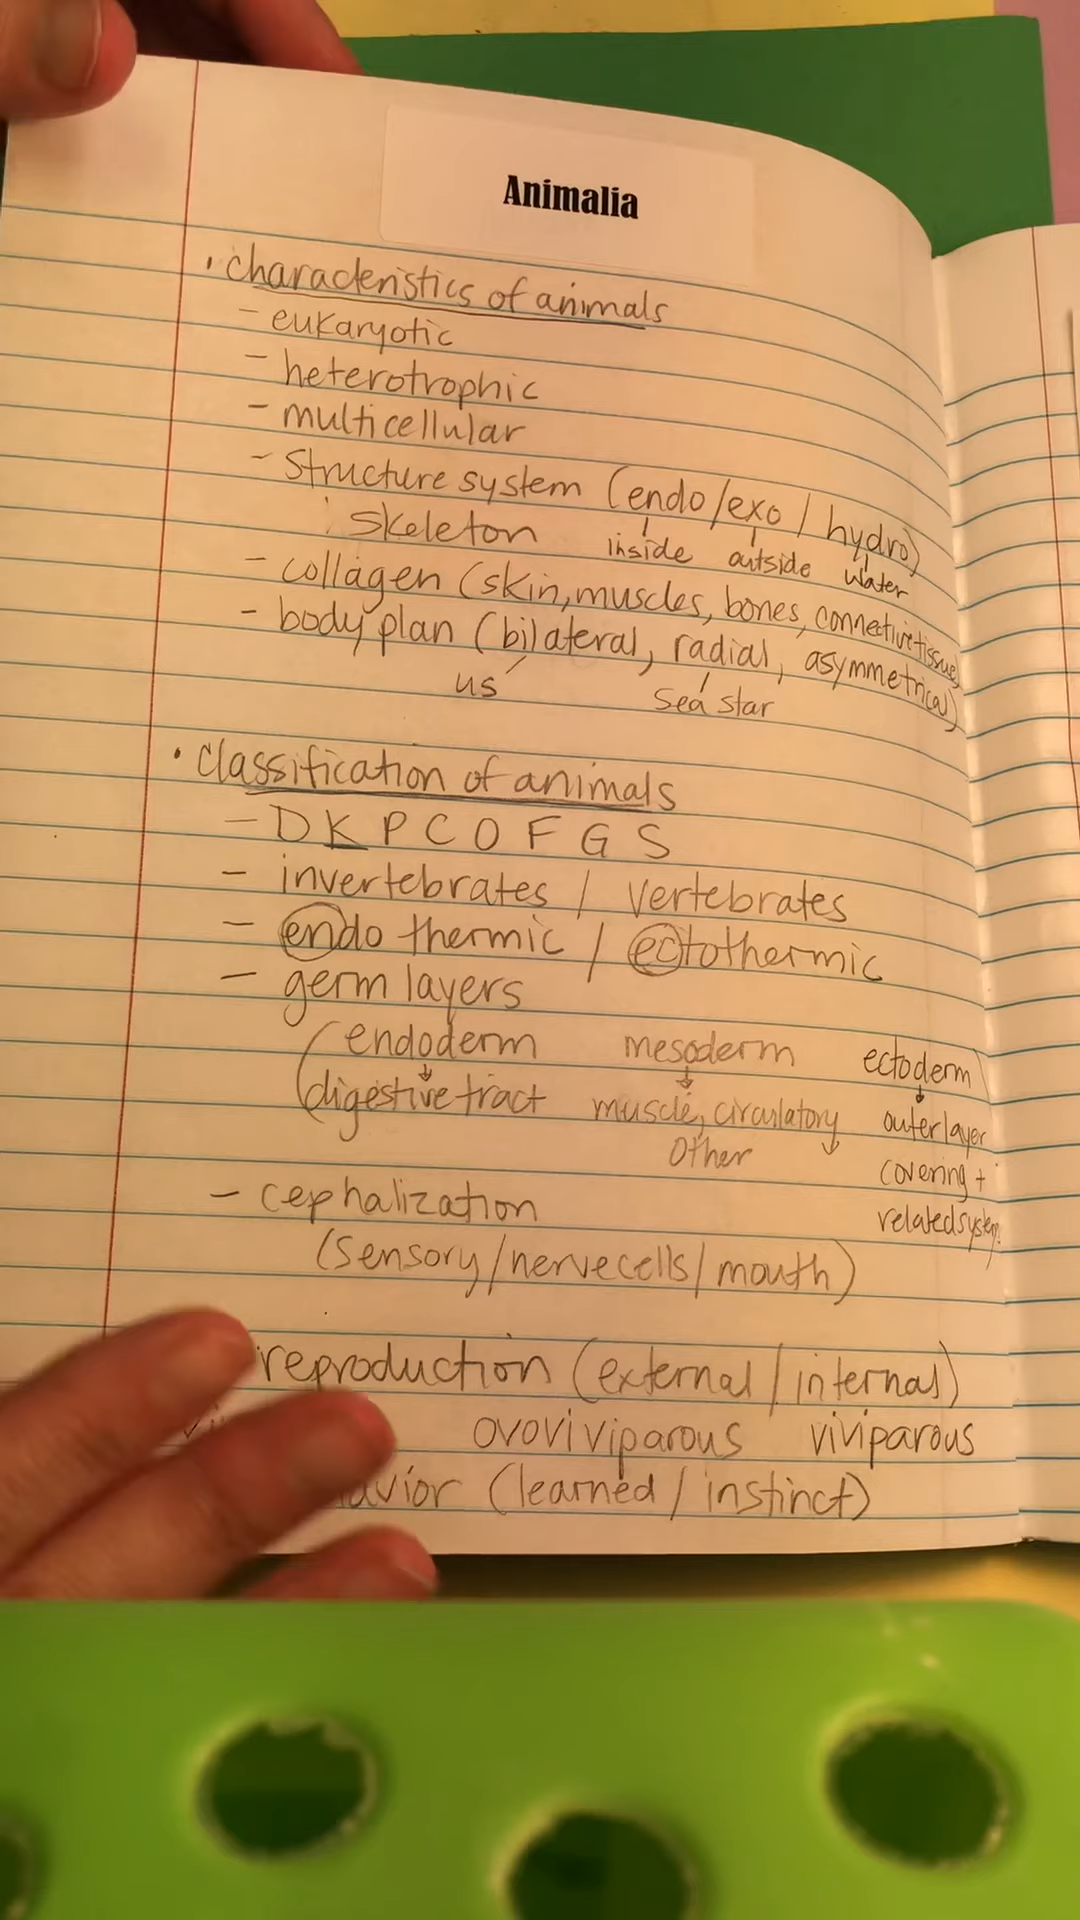 Animalia
• characteristics of animals
- eukaryotic
- heterotrophic
- multicellular
- Structure system (endo/exo/hydro)
skeleton inside outside water
- collagen (skin, muscles, bones, connective tissue)
- body plan (bilateral, radial, asymmetrical)
us sea star
• classification of animals
- D K P C O F G S
- invertebrates / vertebrates
- endothermic / ectothermic
- germ layers
(endoderm mesoderm ectoderm)
digestive tract muscle, circulatory outer layer
other covering +
- cephalization related system
(sensory/nerve cells/mouth)
reproduction (external / internal)
ovoviviparous viviparous
avior (learned / instinct)